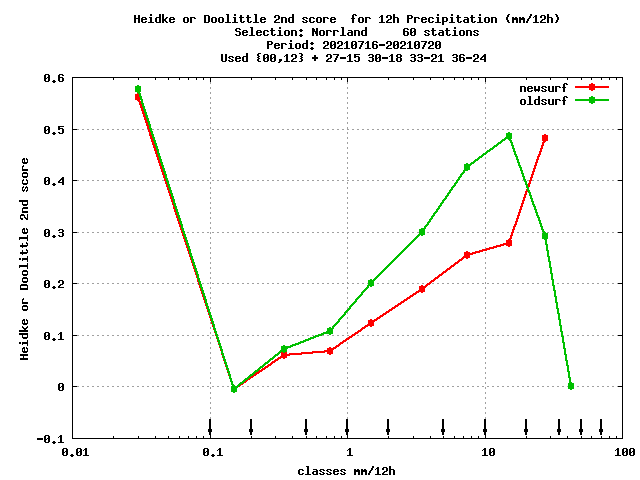 Heidke or Doolittle 2nd score  for 12h Precipitation (mm/12h)
Selection: Norrland     60 stations
Period: 20210716-20210720
Used {00,12} + 27-15 30-18 33-21 36-24
newsurf
oldsurf
0.6
0.5
0.4
0.3
0.2
0.1
0
-0.1
Heidke or Doolittle 2nd score
0.01 0.1 1 10 100
classes mm/12h